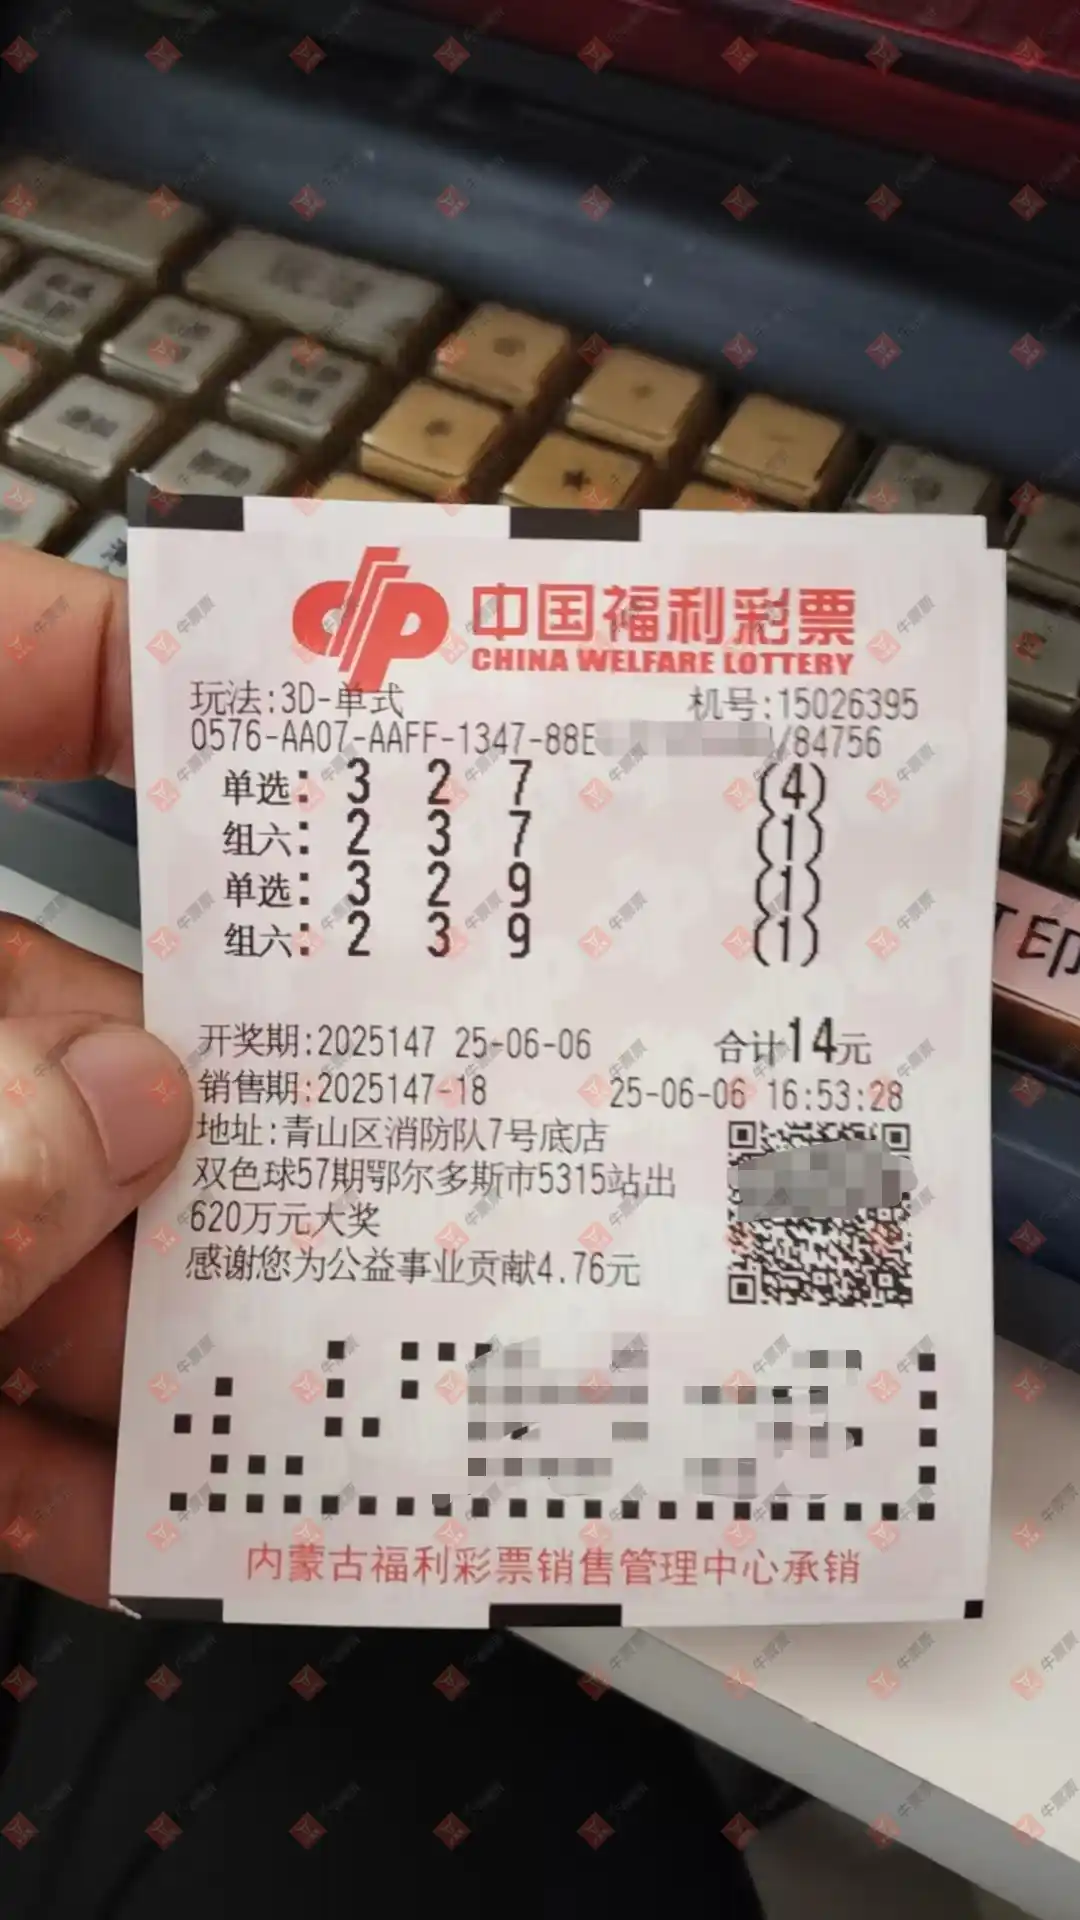 中国福利彩票
CHINA WELFARE LOTTERY
玩法:3D-单式 机号:15026395
0576-AA07-AAFF-1347-88E /84756
单选: 3 2 7 (4)
组六: 2 3 7 (1)
单选: 3 2 9 (1)
组六: 2 3 9 (1)
开奖期:2025147 25-06-06 合计14元
销售期:2025147-18 25-06-06 16:53:28
地址:青山区消防队7号底店
双色球57期鄂尔多斯市5315站出
620万元大奖
感谢您为公益事业贡献4.76元
内蒙古福利彩票销售管理中心承销
印
牛票票